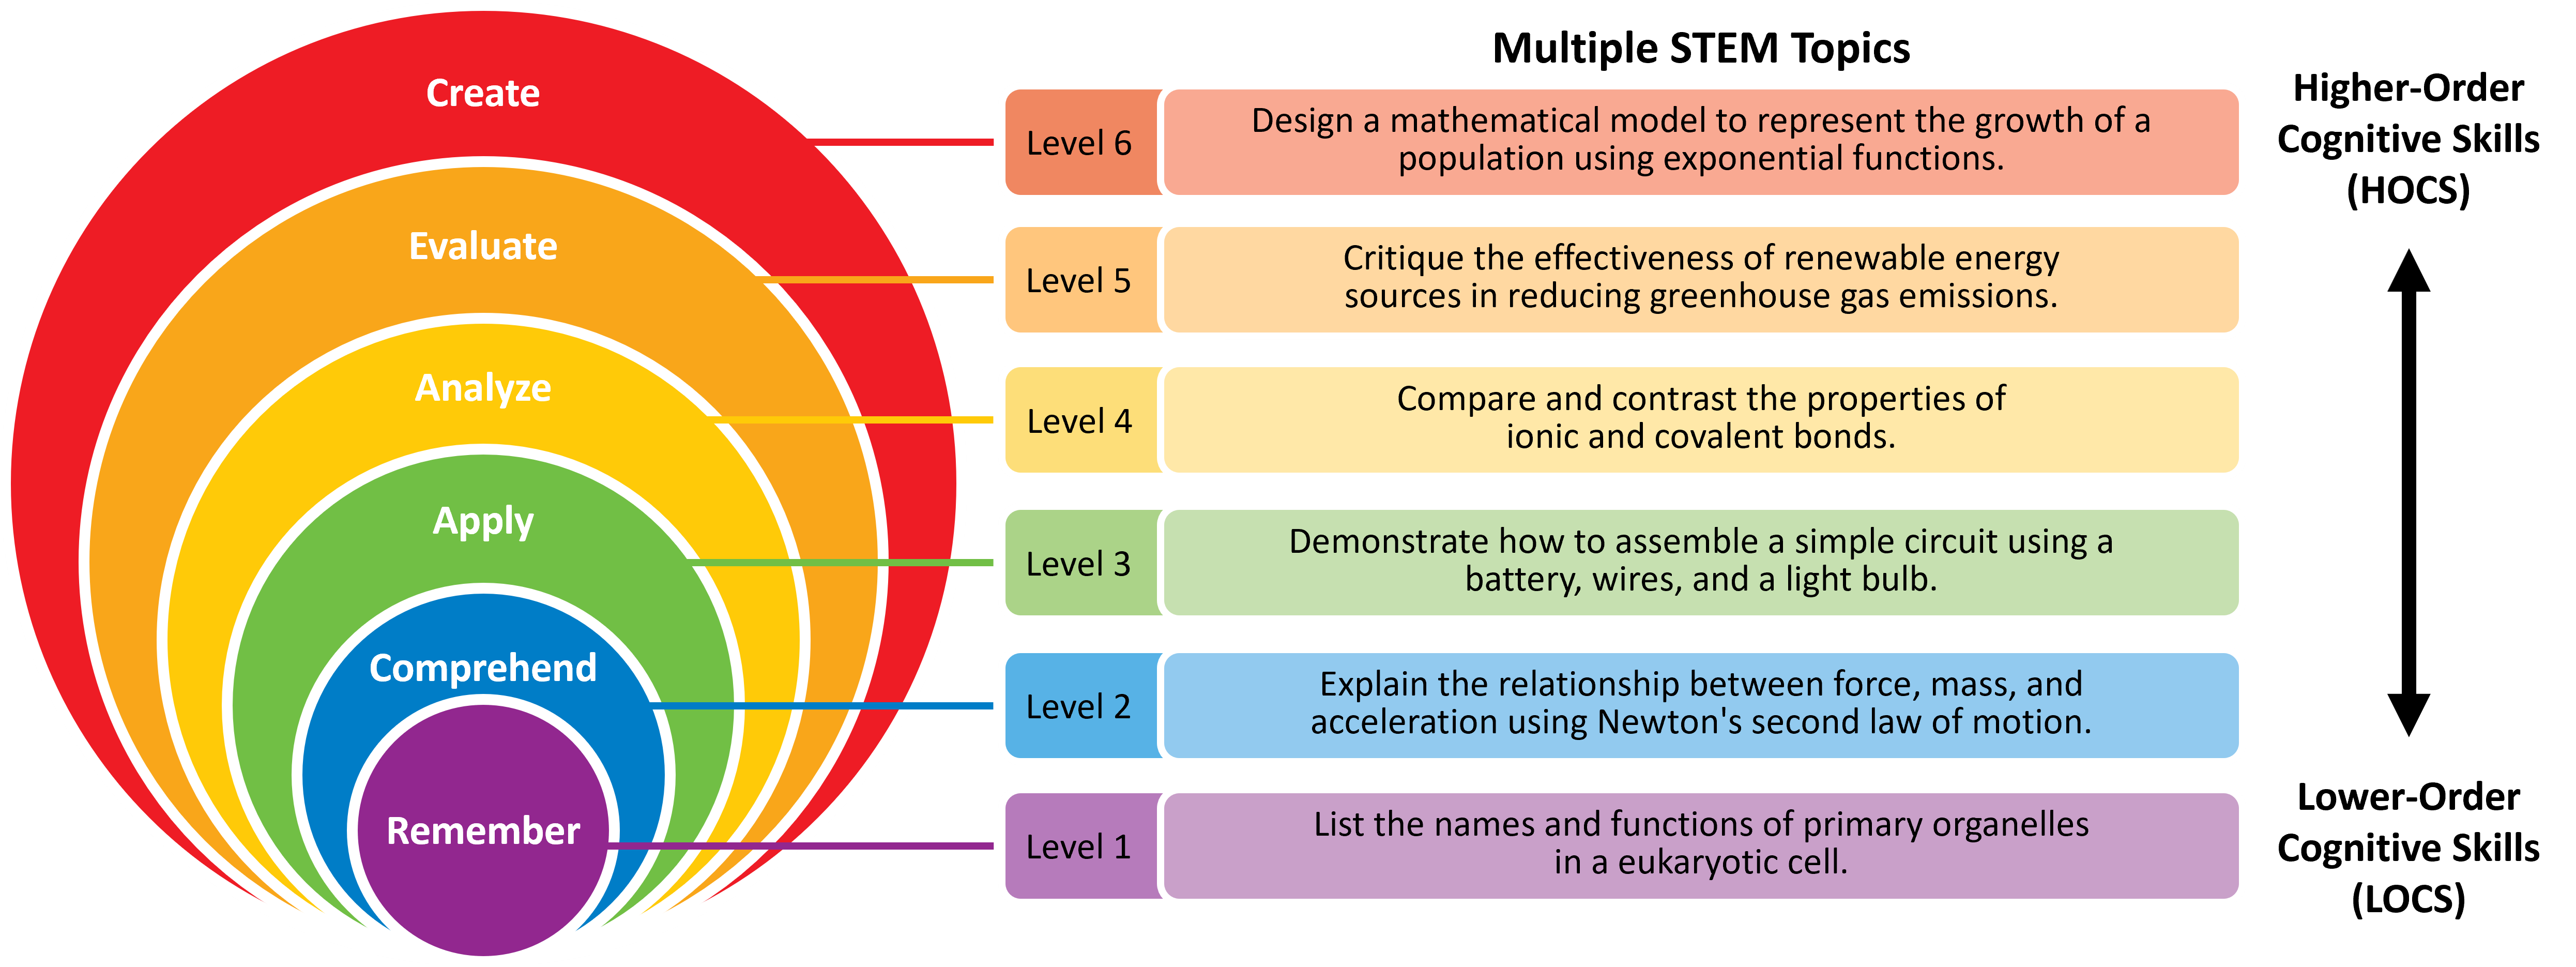 Create
Evaluate
Analyze
Apply
Comprehend
Remember
Multiple STEM Topics
Level 6
Design a mathematical model to represent the growth of a
population using exponential functions.
Level 5
Critique the effectiveness of renewable energy
sources in reducing greenhouse gas emissions.
Level 4
Compare and contrast the properties of
ionic and covalent bonds.
Level 3
Demonstrate how to assemble a simple circuit using a
battery, wires, and a light bulb.
Level 2
Explain the relationship between force, mass, and
acceleration using Newton's second law of motion.
Level 1
List the names and functions of primary organelles
in a eukaryotic cell.
Higher-Order
Cognitive Skills
(HOCS)
Lower-Order
Cognitive Skills
(LOCS)